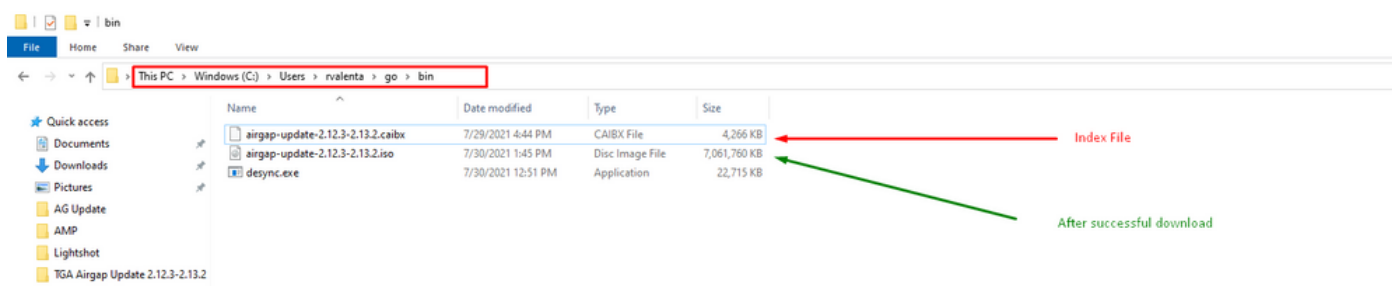 bin
File Home Share View
This PC > Windows (C:) > Users > rvalenta > go > bin
Name Date modified Type Size
Quick access
Documents
Downloads
Pictures
AG Update
AMP
Lightshot
TGA Airgap Update 2.12.3-2.13.2
airgap-update-2.12.3-2.13.2.caibx 7/29/2021 4:44 PM CAIBX File 4,266 KB
airgap-update-2.12.3-2.13.2.iso 7/30/2021 1:45 PM Disc Image File 7,061,760 KB
desync.exe 7/30/2021 12:51 PM Application 22,715 KB
Index File
After successful download